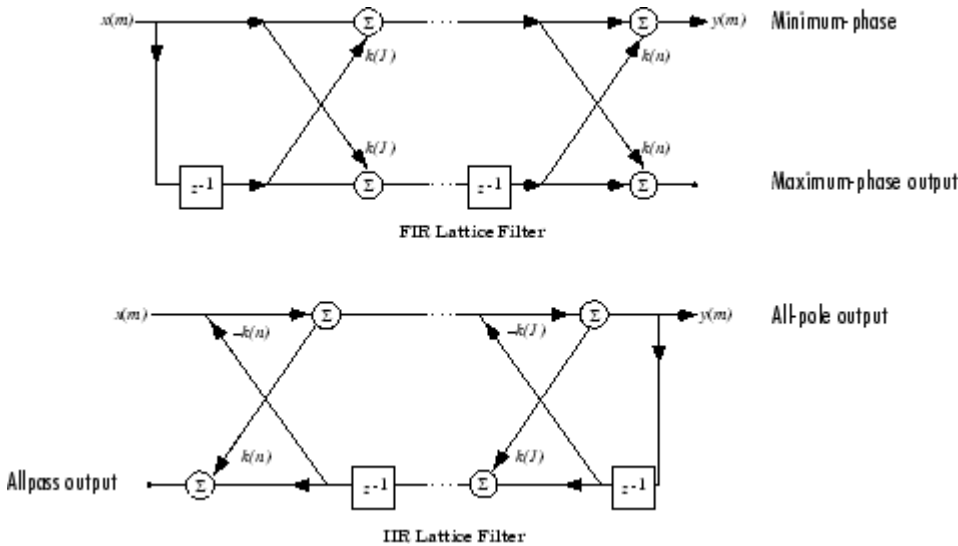 x(m) Σ · · · Σ y(m) Minimum-phase
k(1) k(n)
k(1) k(n)
z-1 Σ · · · z-1 Σ Maximum-phase output
FIR Lattice Filter
x(m) Σ · · · Σ y(m) All-pole output
–k(n) –k(1)
k(n) k(1)
Allpass output Σ z-1 · · · Σ z-1
IIR Lattice Filter